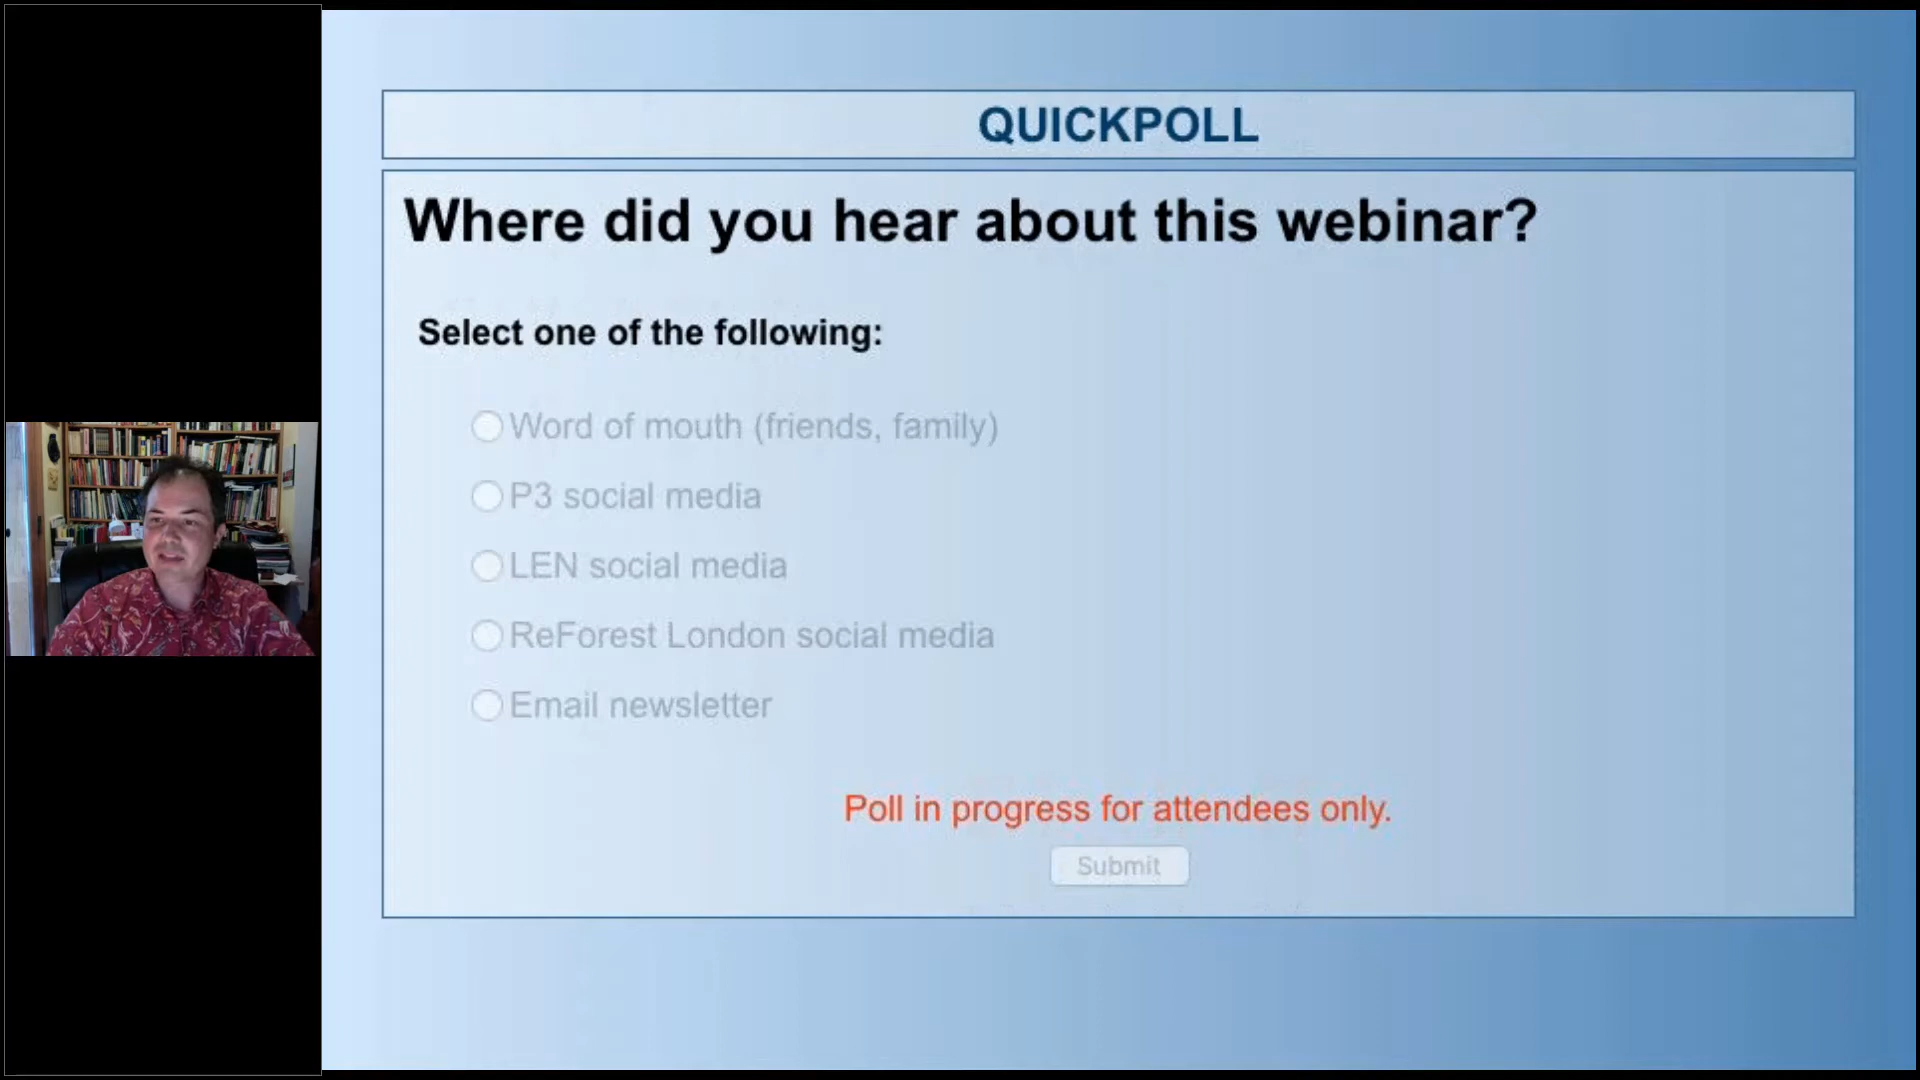 QUICKPOLL
Where did you hear about this webinar?
Select one of the following:
Word of mouth (friends, family)
P3 social media
LEN social media
ReForest London social media
Email newsletter
Poll in progress for attendees only.
Submit